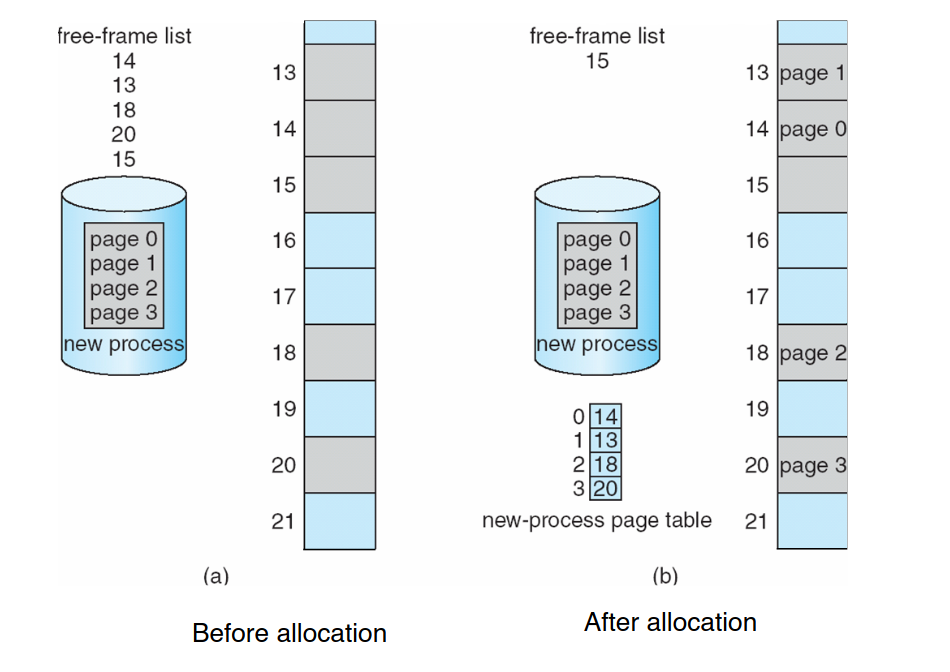 free-frame list
14
13
18
20
15
page 0
page 1
page 2
page 3
new process
13
14
15
16
17
18
19
20
21
(a)
Before allocation
free-frame list
15
page 0
page 1
page 2
page 3
new process
0 14
1 13
2 18
3 20
new-process page table
13 page 1
14 page 0
15
16
17
18 page 2
19
20 page 3
21
(b)
After allocation